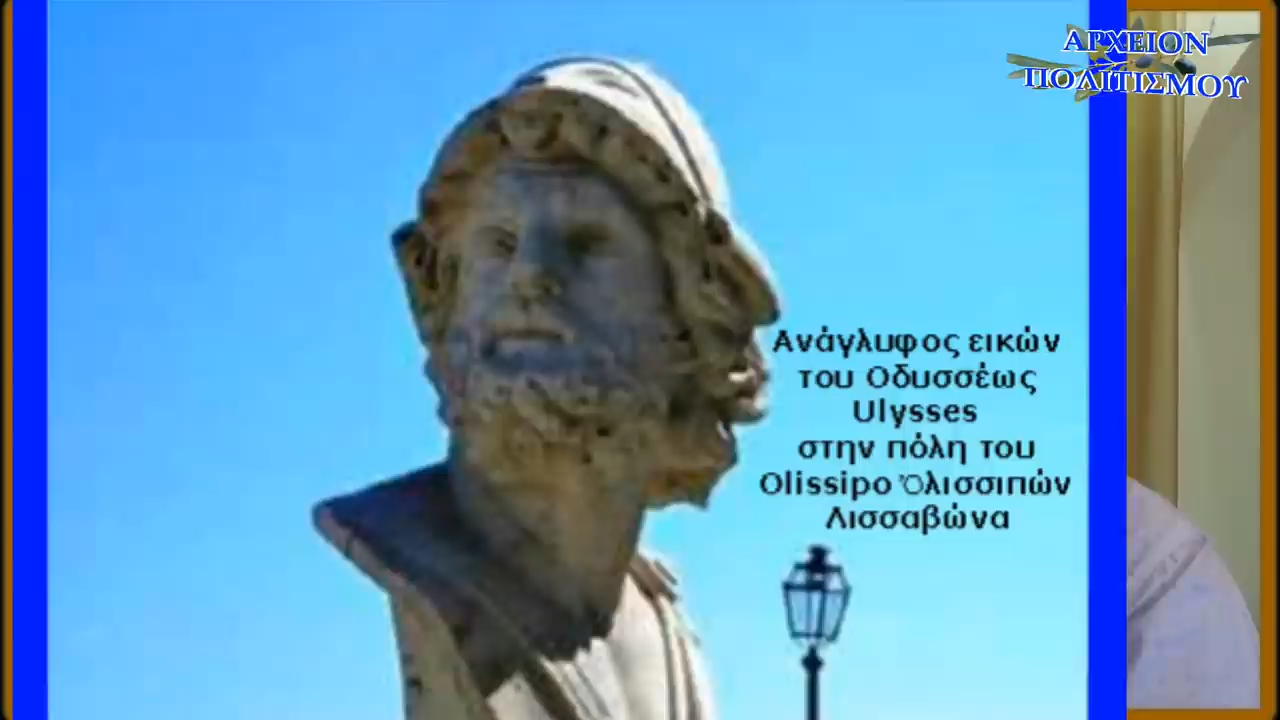 ΑΡΧΕΙΟΝ
ΠΟΛΙΤΙΣΜΟΥ
Ανάγλυφος εικών
του Οδυσσέως
Ulysses
στην πόλη του
Olissipo Ὀλισσιπών
Λισσαβώνα